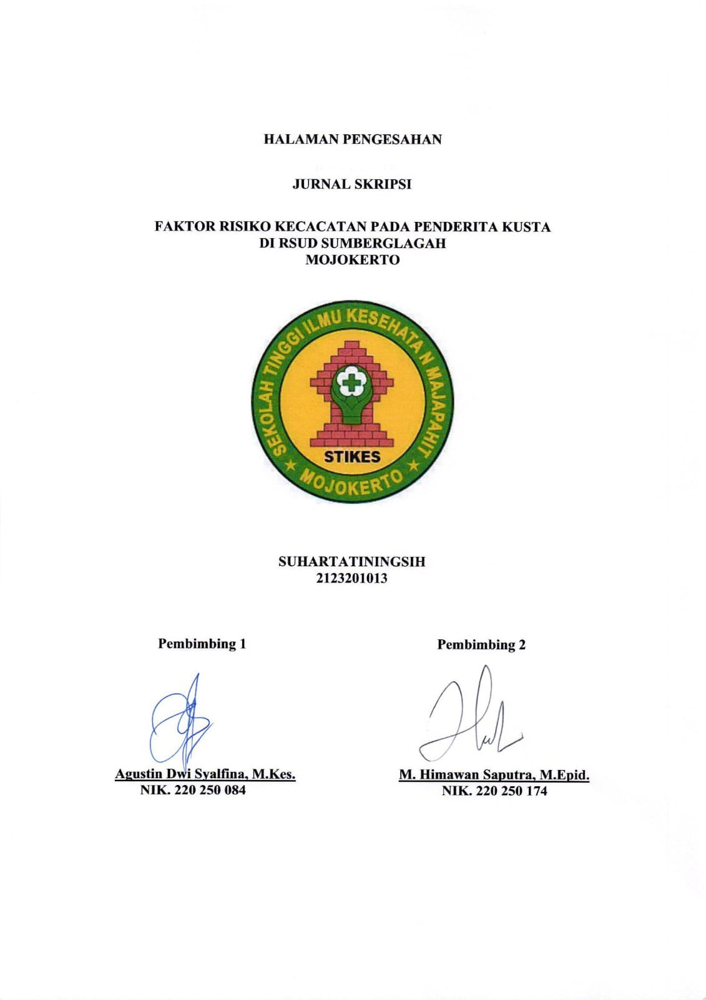 HALAMAN PENGESAHAN
JURNAL SKRIPSI
FAKTOR RISIKO KECACATAN PADA PENDERITA KUSTA
DI RSUD SUMBERGLAGAH
MOJOKERTO
SEKOLAH TINGGI ILMU KESEHATA N MAJAPAHIT
STIKES
MOJOKERTO
SUHARTATININGSIH
2123201013
Pembimbing 1
Pembimbing 2
Agustin Dwi Syalfina, M.Kes.
M. Himawan Saputra, M.Epid.
NIK. 220 250 084
NIK. 220 250 174